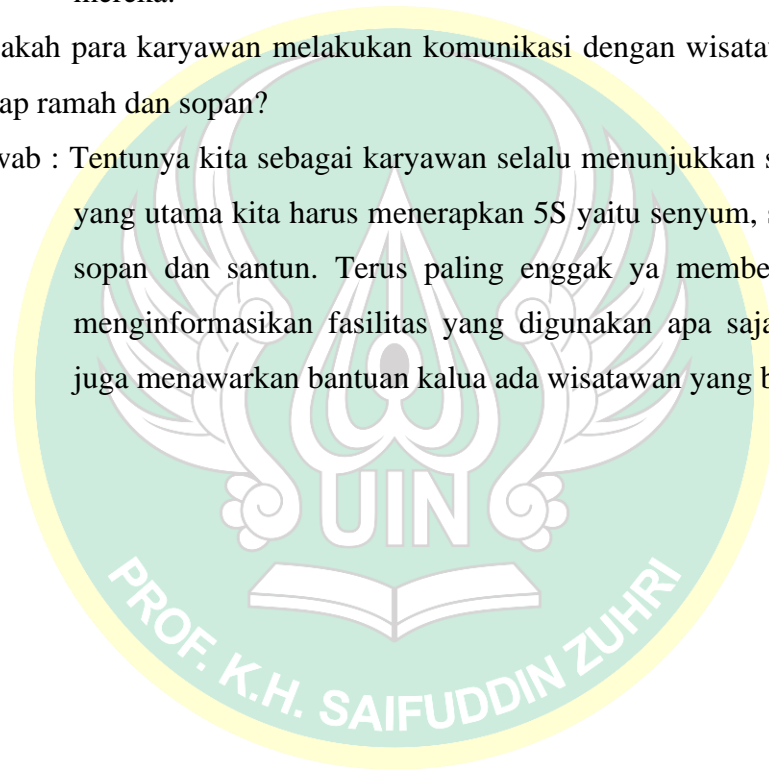 mereka.
akah para karyawan melakukan komunikasi dengan wisata
ap ramah dan sopan?
wab : Tentunya kita sebagai karyawan selalu menunjukkan s
yang utama kita harus menerapkan 5S yaitu senyum, s
sopan dan santun. Terus paling enggak ya membe
menginformasikan fasilitas yang digunakan apa saja
juga menawarkan bantuan kalua ada wisatawan yang b
UIN
PROF. K.H. SAIFUDDIN ZUHRI